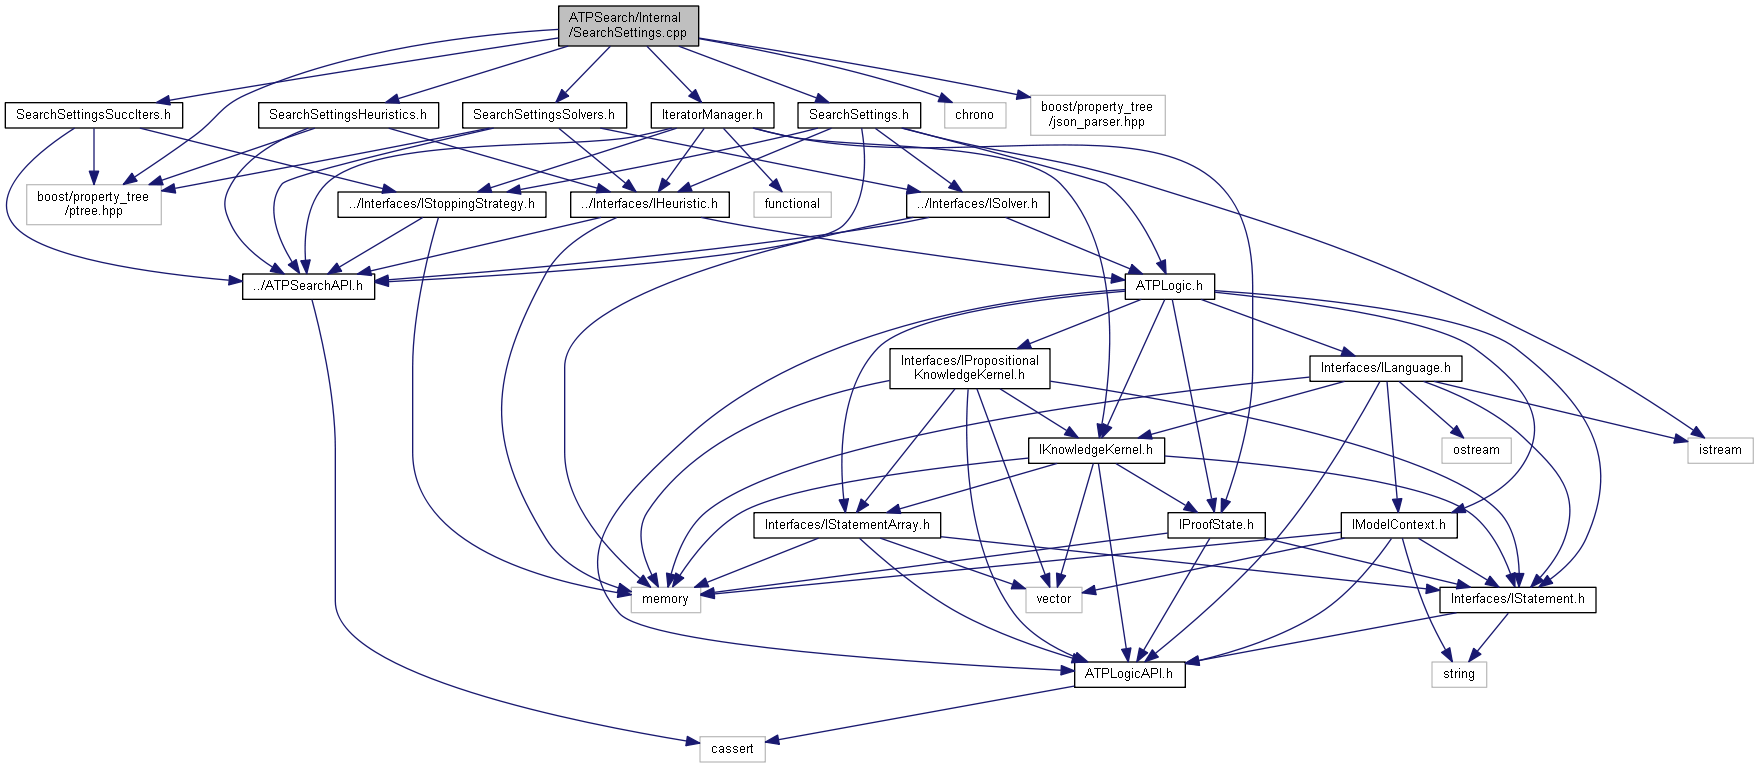 ATPSearch/Internal
/SearchSettings.cpp
SearchSettingsSuccIters.h
SearchSettingsHeuristics.h
SearchSettingsSolvers.h
IteratorManager.h
SearchSettings.h
chrono
boost/property_tree
/json_parser.hpp
boost/property_tree
/ptree.hpp
../Interfaces/IStoppingStrategy.h
../Interfaces/IHeuristic.h
functional
../Interfaces/ISolver.h
../ATPSearchAPI.h
ATPLogic.h
Interfaces/IPropositional
KnowledgeKernel.h
Interfaces/ILanguage.h
IKnowledgeKernel.h
ostream
istream
Interfaces/IStatementArray.h
IProofState.h
IModelContext.h
memory
vector
Interfaces/IStatement.h
ATPLogicAPI.h
string
cassert